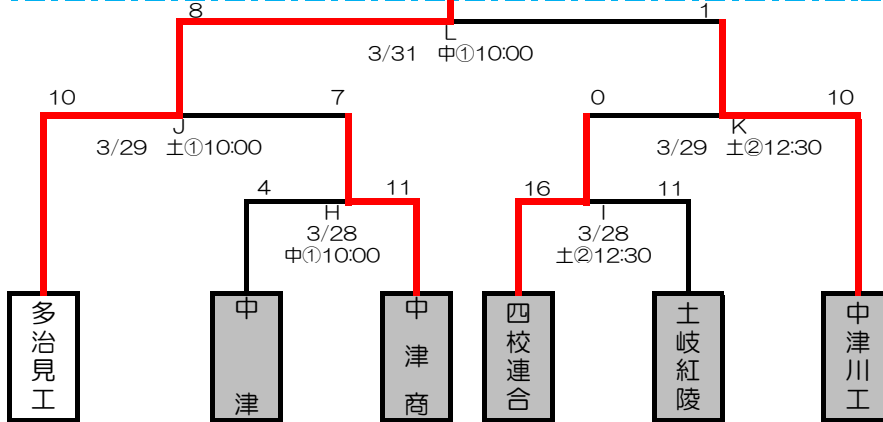 8 1
L
3/31 中①10:00
10 7 0 10
J K
3/29 土①10:00 3/29 土②12:30
4 11 16 11
H I
3/28 3/28
中①10:00 土②12:30
多治見工
中津
中津商
四校連合
土岐紅陵
中津川工